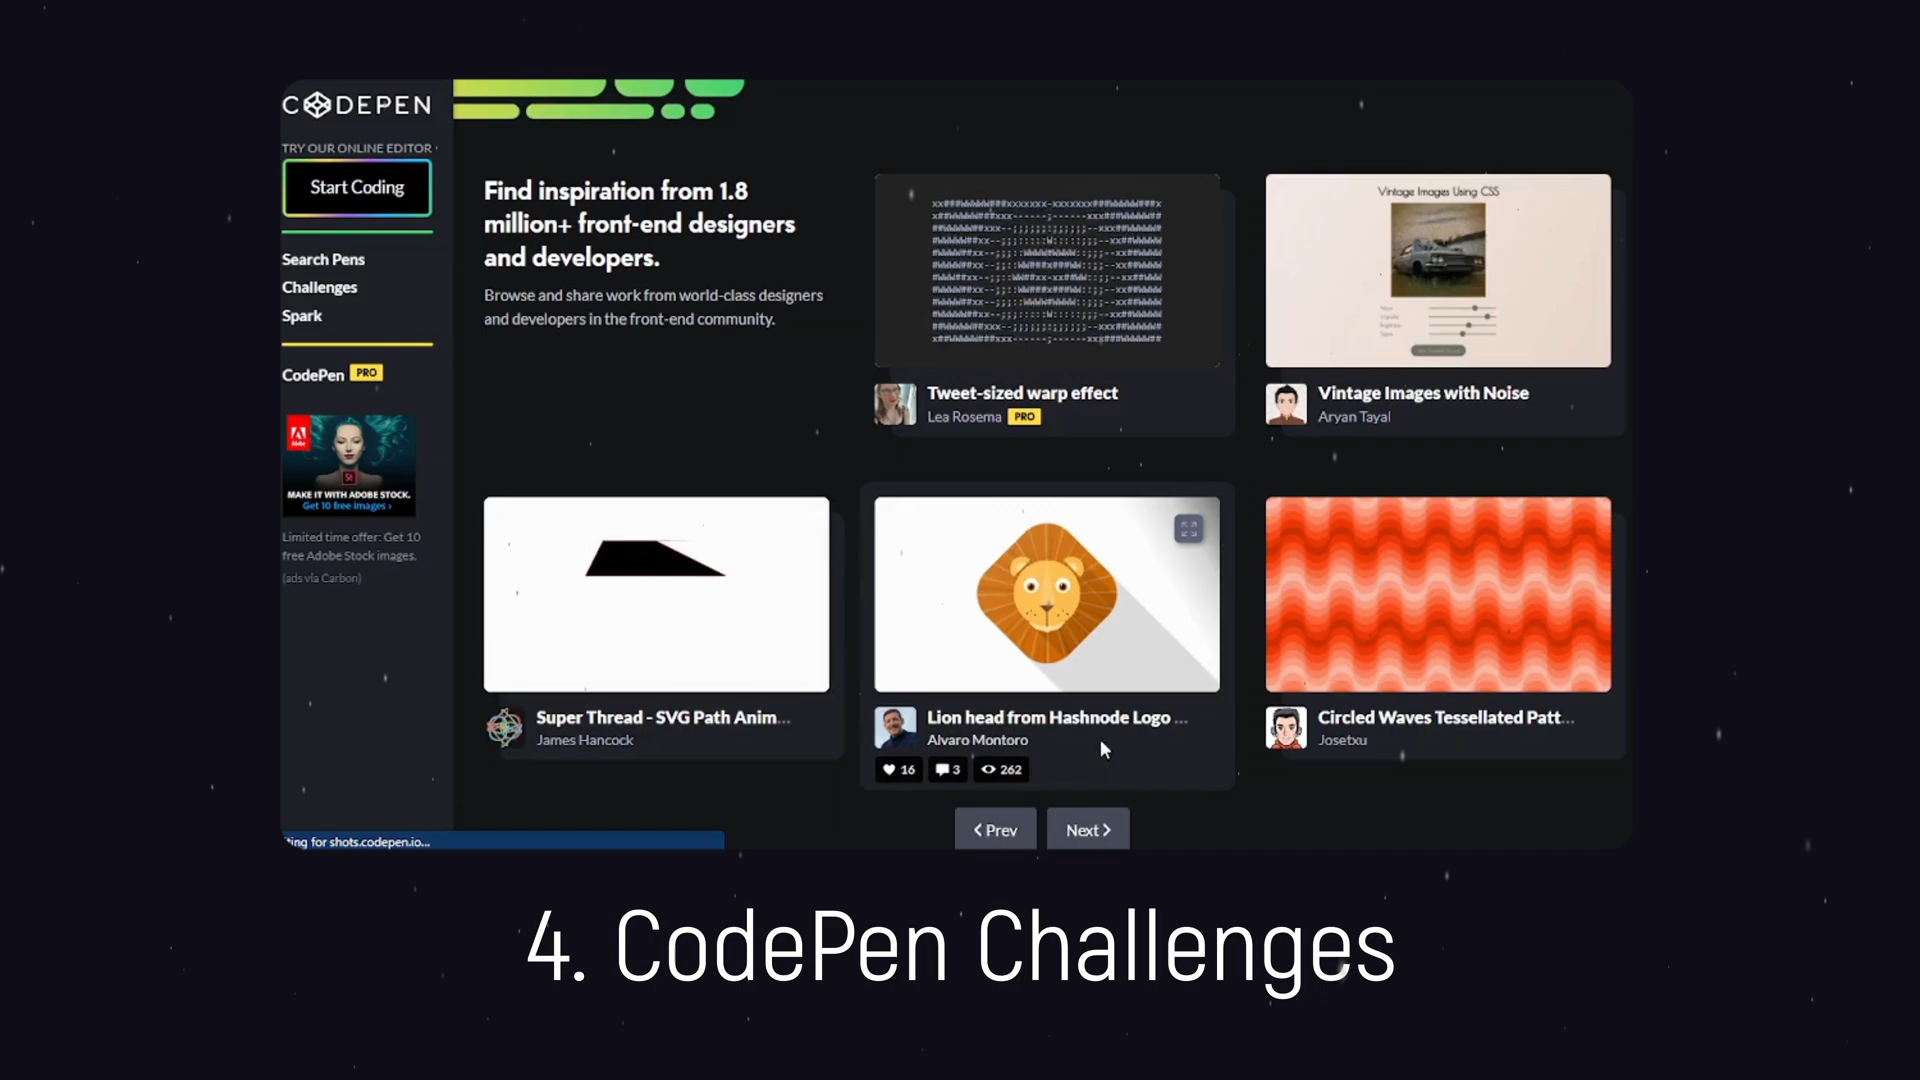 CODEPEN
TRY OUR ONLINE EDITOR
Start Coding
Search Pens
Challenges
Spark
CodePen PRO
Adobe
St
MAKE IT WITH ADOBE STOCK.
Get 10 free images ›
Limited time offer: Get 10
free Adobe Stock images.
(ads via Carbon)
Find inspiration from 1.8
million+ front-end designers
and developers.
Browse and share work from world-class designers
and developers in the front-end community.
Tweet-sized warp effect
Lea Rosema PRO
Vintage Images Using CSS
Vintage Images with Noise
Aryan Tayal
Super Thread - SVG Path Anim...
James Hancock
Lion head from Hashnode Logo ...
Alvaro Montoro
16 3 262
Circled Waves Tessellated Patt...
Josetxu
Prev Next
ting for shots.codepen.io...
4. CodePen Challenges